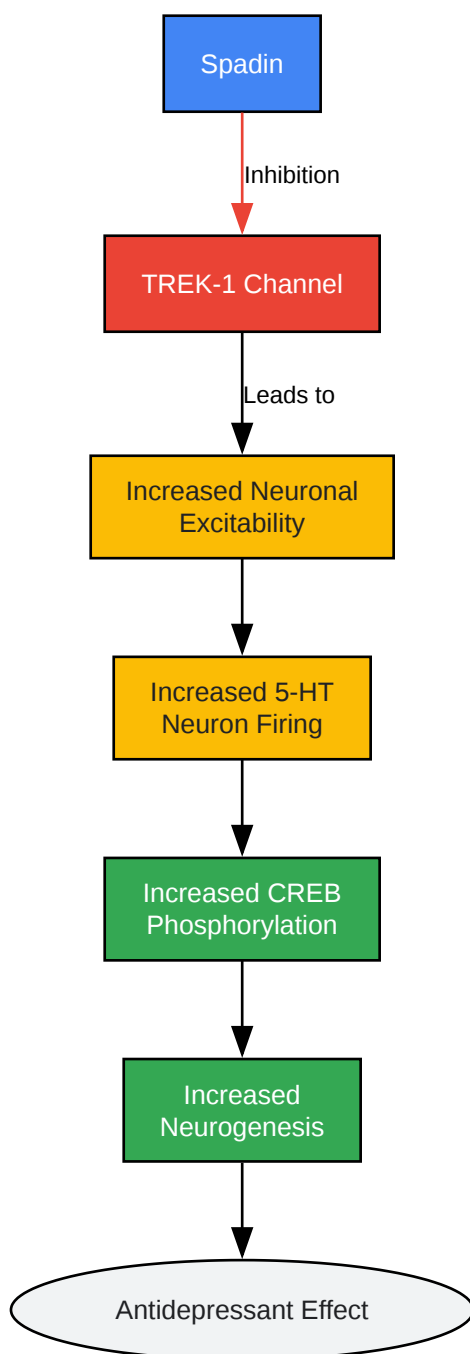 Spadin
Inhibition
TREK-1 Channel
Leads to
Increased Neuronal
Excitability
Increased 5-HT
Neuron Firing
Increased CREB
Phosphorylation
Increased
Neurogenesis
Antidepressant Effect